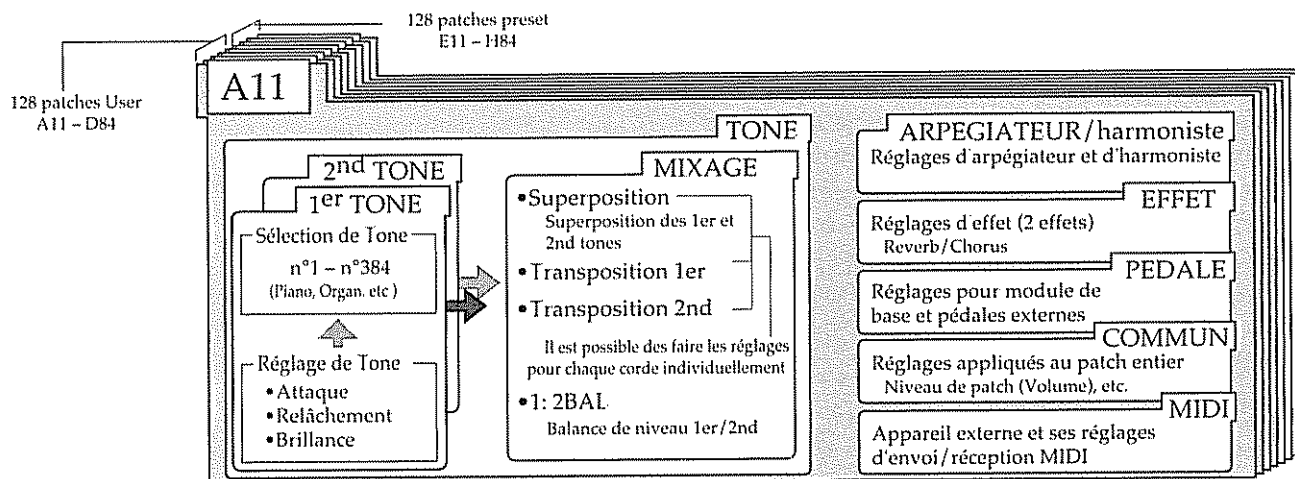 128 patches preset
E11 – H84
128 patches User
A11 – D84
A11
TONE
2nd TONE
1er TONE
Sélection de Tone
n°1 – n°384
(Piano, Organ. etc )
Réglage de Tone
•Attaque
•Relâchement
•Brillance
MIXAGE
•Superposition
Superposition des 1er et
2nd tones
•Transposition 1er
•Transposition 2nd
Il est possible des faire les réglages
pour chaque corde individuellement
•1: 2BAL
Balance de niveau 1er/2nd
ARPEGIATEUR/harmoniste
Réglages d'arpégiateur et d'harmoniste
EFFET
Réglages d'effet (2 effets)
Reverb/Chorus
PEDALE
Réglages pour module de
base et pédales externes
COMMUN
Réglages appliqués au patch entier
Niveau de patch (Volume), etc.
MIDI
Appareil externe et ses réglages
d'envoi/réception MIDI